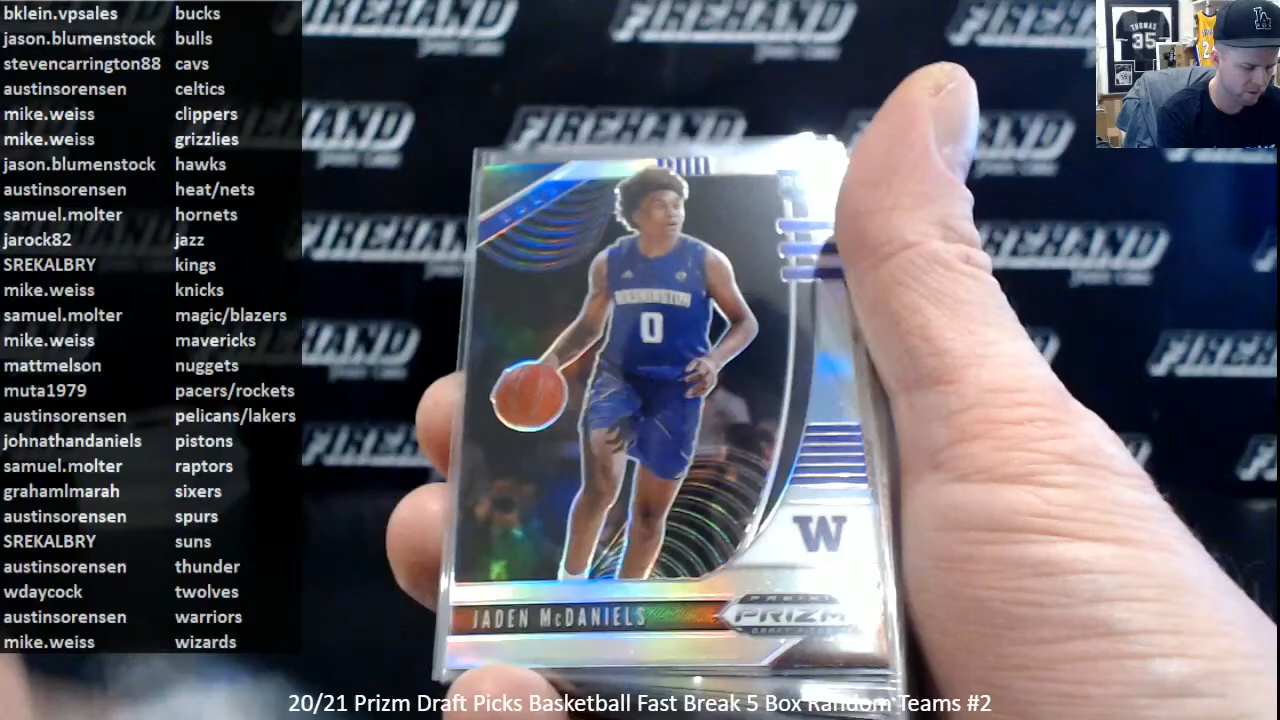 bklein.vpsales bucks
jason.blumenstock bulls
stevencarrington88 cavs
austinsorensen celtics
mike.weiss clippers
mike.weiss grizzlies
jason.blumenstock hawks
austinsorensen heat/nets
samuel.molter hornets
jarock82 jazz
SREKALBRY kings
mike.weiss knicks
samuel.molter magic/blazers
mike.weiss mavericks
mattmelson nuggets
muta1979 pacers/rockets
austinsorensen pelicans/lakers
johnathandaniels pistons
samuel.molter raptors
grahamlmarah sixers
austinsorensen spurs
SREKALBRY suns
austinsorensen thunder
wdaycock twolves
austinsorensen warriors
mike.weiss wizards
FIREHAND
FIREHAND
THOMAS
35
WASHINGTON
0
W
JADEN McDANIELS
PANINI
PRIZM
20/21 Prizm Draft Picks Basketball Fast Break 5 Box Random Teams #2